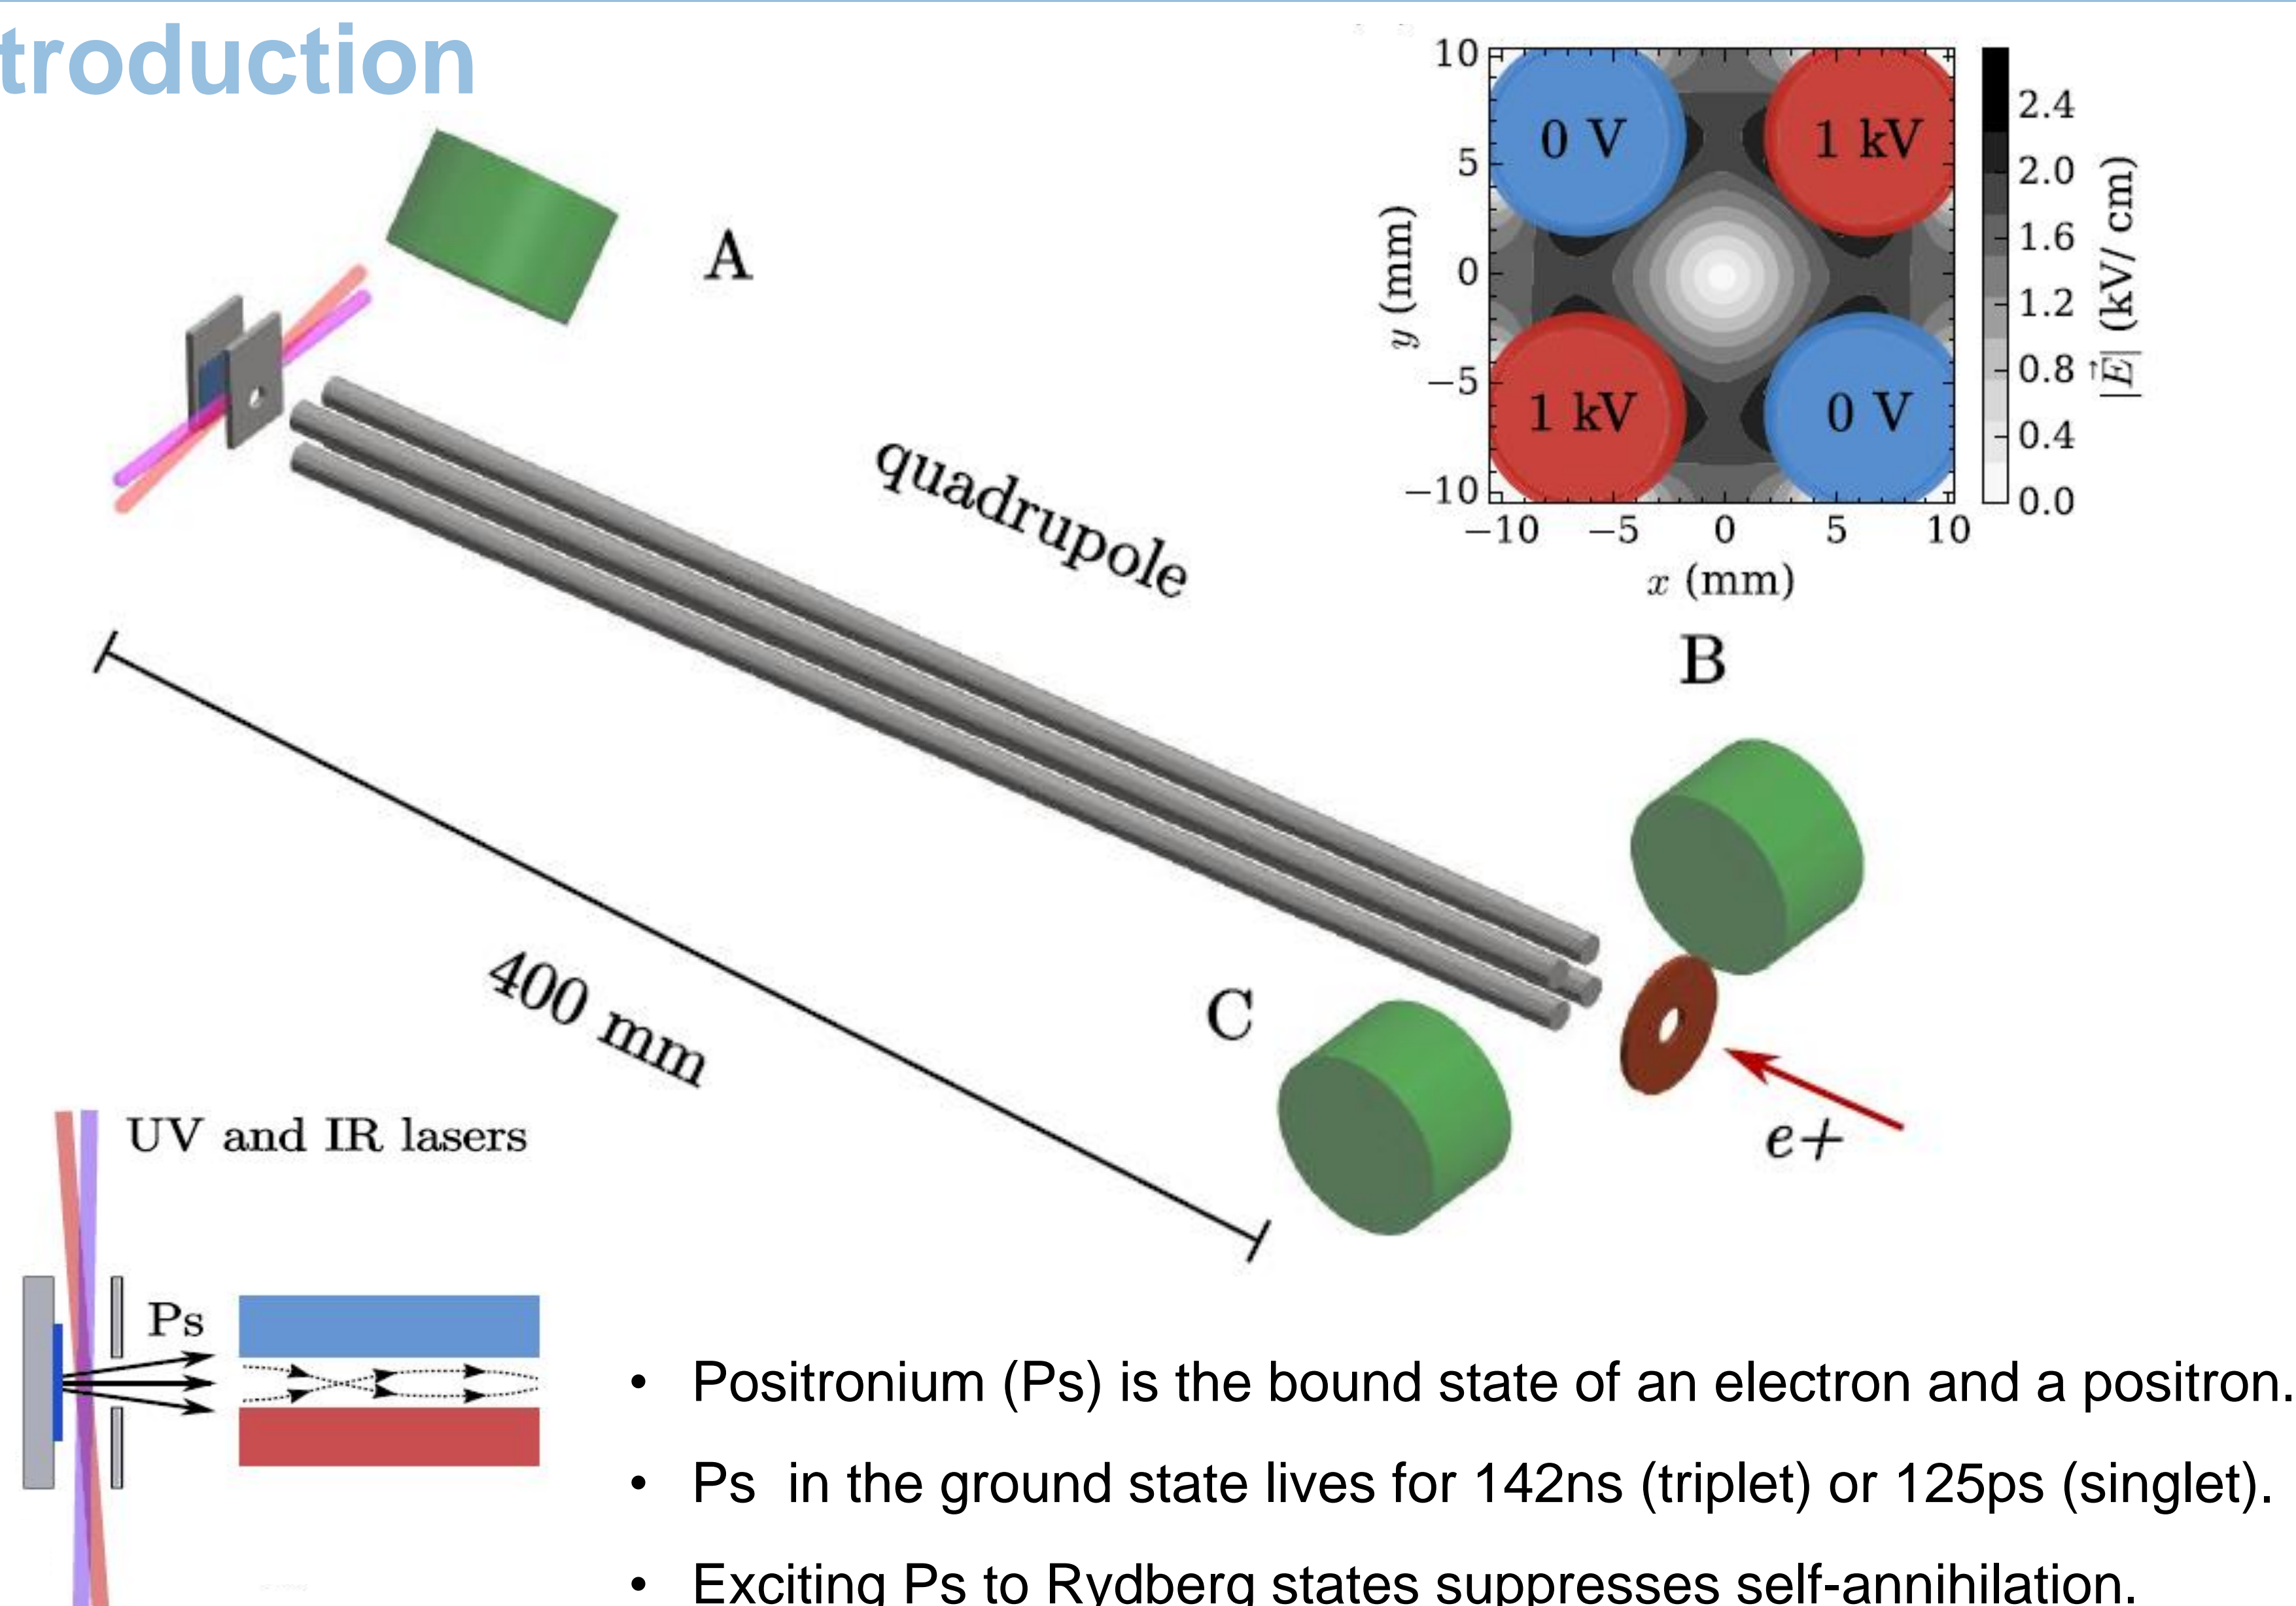 troduction
A
quadrupole
400 mm
C
B
e+
10
5
0
−5
−10
y (mm)
0 V
1 kV
1 kV
0 V
−10 −5 0 5 10
x (mm)
2.4
2.0
1.6
1.2
0.8
0.4
0.0
|E⃗| (kV/ cm)
UV and IR lasers
Ps
• Positronium (Ps) is the bound state of an electron and a positron.
• Ps in the ground state lives for 142ns (triplet) or 125ps (singlet).
• Exciting Ps to Rydberg states suppresses self-annihilation.